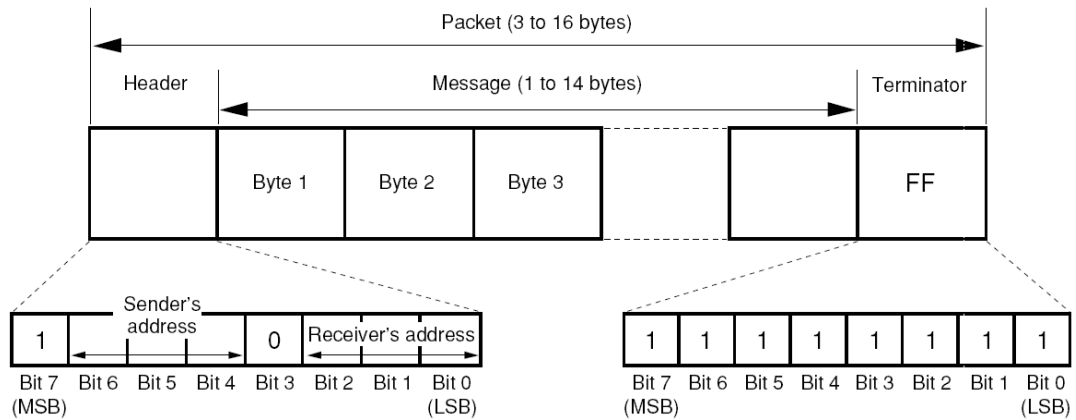 Packet (3 to 16 bytes)
Header
Message (1 to 14 bytes)
Terminator
Byte 1
Byte 2
Byte 3
FF
Sender's
address
1
0
Receiver's address
Bit 7
Bit 6
Bit 5
Bit 4
Bit 3
Bit 2
Bit 1
Bit 0
(MSB)
(LSB)
1
1
1
1
1
1
1
1
Bit 7
Bit 6
Bit 5
Bit 4
Bit 3
Bit 2
Bit 1
Bit 0
(MSB)
(LSB)